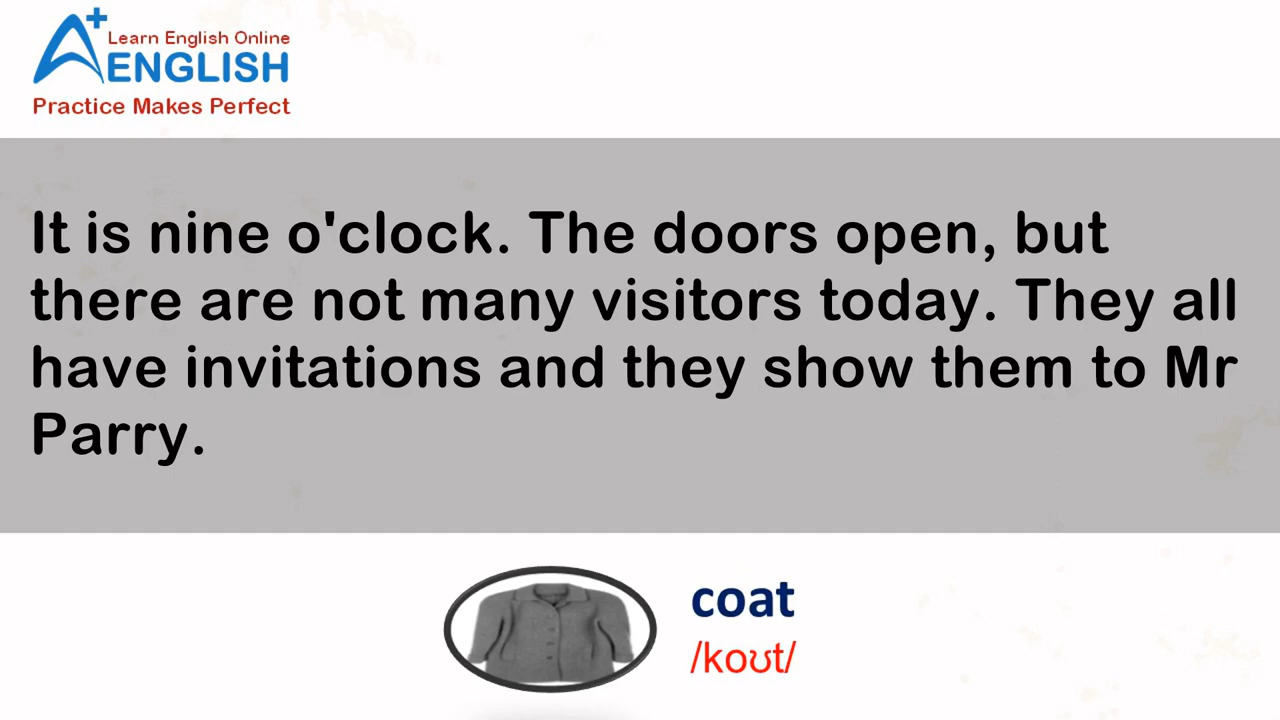 A+
Learn English Online
ENGLISH
Practice Makes Perfect
It is nine o'clock. The doors open, but
there are not many visitors today. They all
have invitations and they show them to Mr
Parry.
coat
/koʊt/